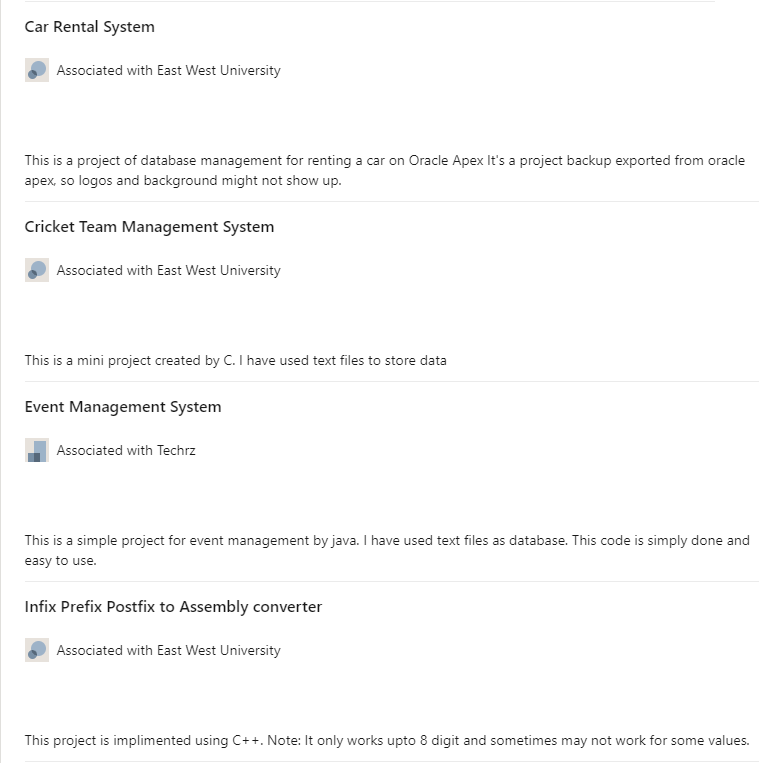 Car Rental System
Associated with East West University
This is a project of database management for renting a car on Oracle Apex It's a project backup exported from oracle
apex, so logos and background might not show up.
Cricket Team Management System
Associated with East West University
This is a mini project created by C. I have used text files to store data
Event Management System
Associated with Techrz
This is a simple project for event management by java. I have used text files as database. This code is simply done and
easy to use.
Infix Prefix Postfix to Assembly converter
Associated with East West University
This project is implimented using C++. Note: It only works upto 8 digit and sometimes may not work for some values.